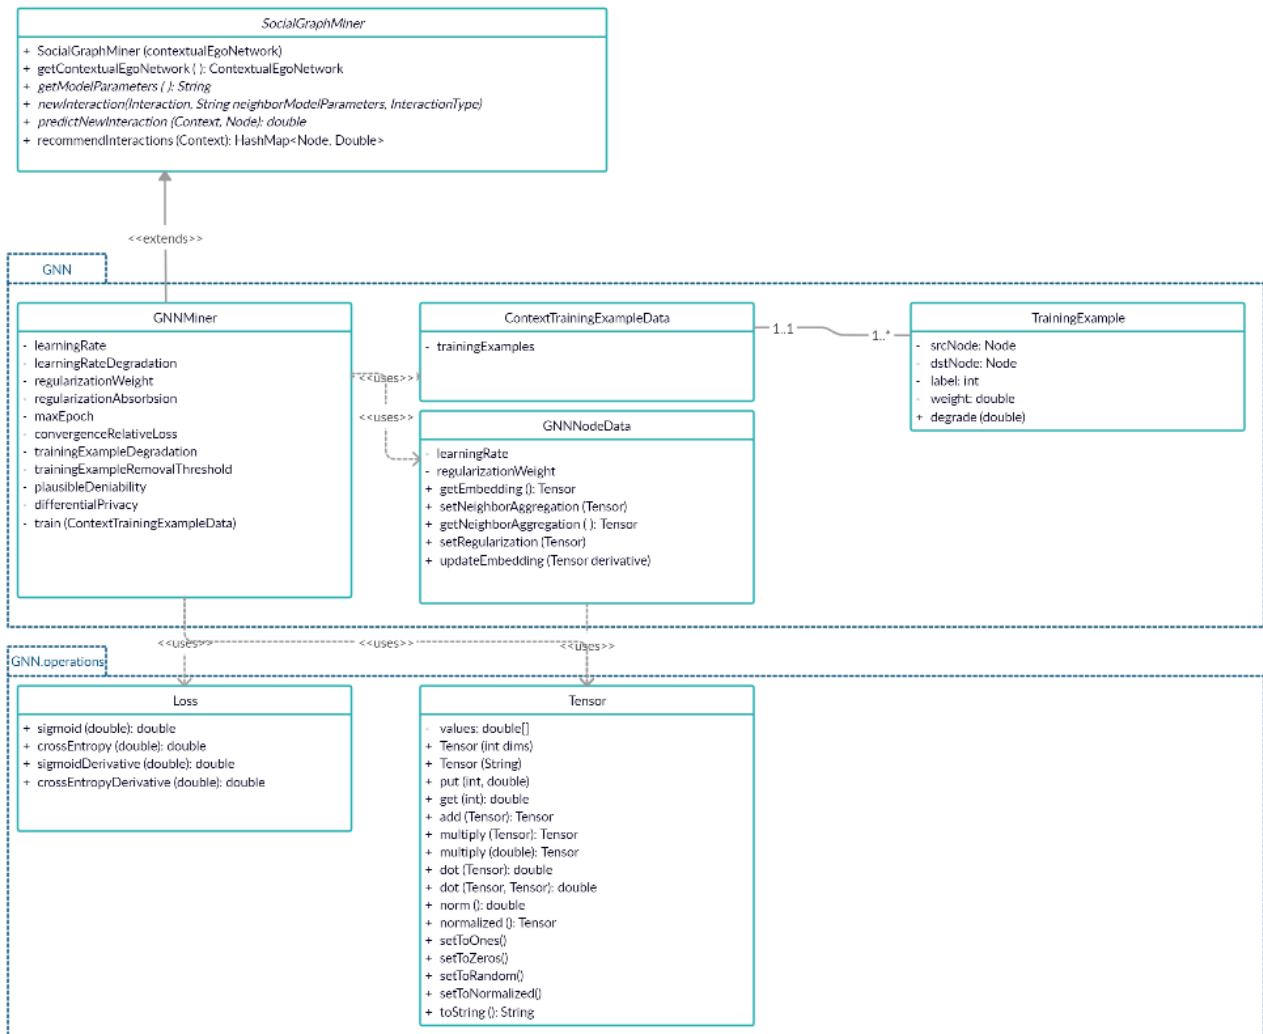 SocialGraphMiner
+ SocialGraphMiner (contextualEgoNetwork)
+ getContextualEgoNetwork ( ): ContextualEgoNetwork
+ getModelParameters ( ): String
+ newInteraction(Interaction, String neighborModelParameters, InteractionType)
+ predictNewInteraction (Context, Node): double
+ recommendInteractions (Context): HashMap<Node, Double>
<<extends>>
GNN
GNNMiner
- learningRate
- learningRateDegradation
- regularizationWeight
- regularizationAbsorbsion
- maxEpoch
- convergenceRelativeLoss
- trainingExampleDegradation
- trainingExampleRemovalThreshold
- plausibleDeniability
- differentialPrivacy
- train (ContextTrainingExampleData)
<<uses>>
<<uses>>
ContextTrainingExampleData
- trainingExamples
1..1
1..*
TrainingExample
- srcNode: Node
- dstNode: Node
- label: int
- weight: double
+ degrade (double)
GNNNodeData
- learningRate
- regularizationWeight
+ getEmbedding (): Tensor
+ setNeighborAggregation (Tensor)
+ getNeighborAggregation ( ): Tensor
+ setRegularization (Tensor)
+ updateEmbedding (Tensor derivative)
<<uses>>
<<uses>>
<<uses>>
GNN.operations
Loss
+ sigmoid (double): double
+ crossEntropy (double): double
+ sigmoidDerivative (double): double
+ crossEntropyDerivative (double): double
Tensor
- values: double[]
+ Tensor (int dims)
+ Tensor (String)
+ put (int, double)
+ get (int): double
+ add (Tensor): Tensor
+ multiply (Tensor): Tensor
+ multiply (double): Tensor
+ dot (Tensor): double
+ dot (Tensor, Tensor): double
+ norm (): double
+ normalized (): Tensor
+ setToOnes()
+ setToZeros()
+ setToRandom()
+ setToNormalized()
+ toString (): String